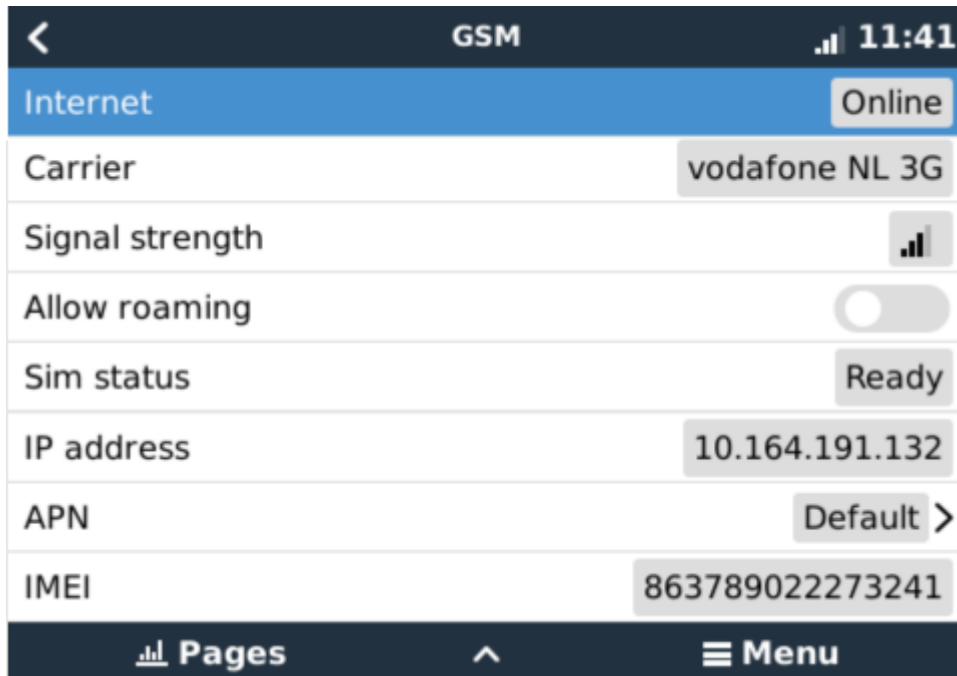 GSM 11:41
Internet Online
Carrier vodafone NL 3G
Signal strength
Allow roaming
Sim status Ready
IP address 10.164.191.132
APN Default
IMEI 863789022273241
Pages Menu